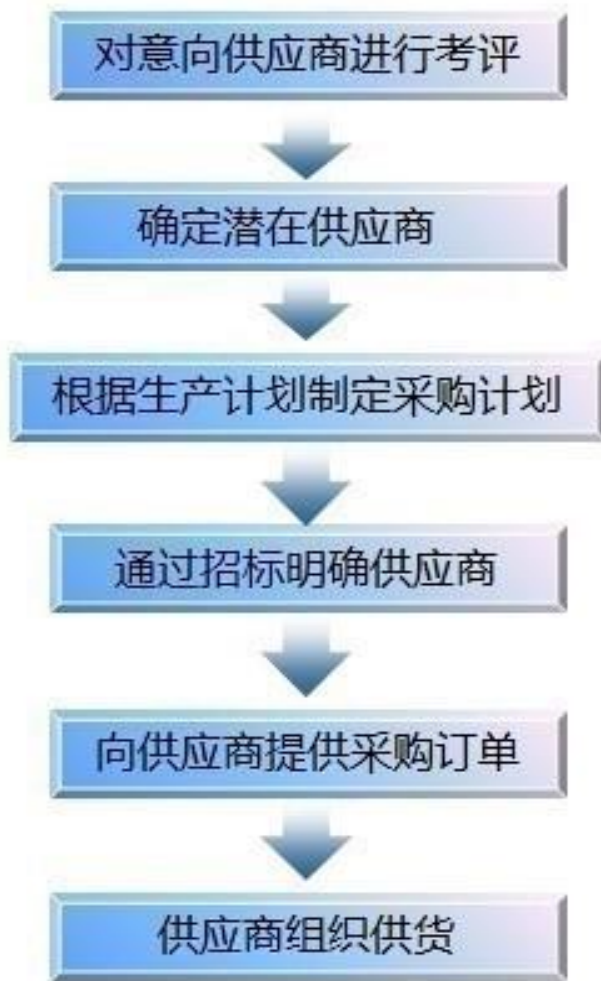 对意向供应商进行考评
确定潜在供应商
根据生产计划制定采购计划
通过招标明确供应商
向供应商提供采购订单
供应商组织供货